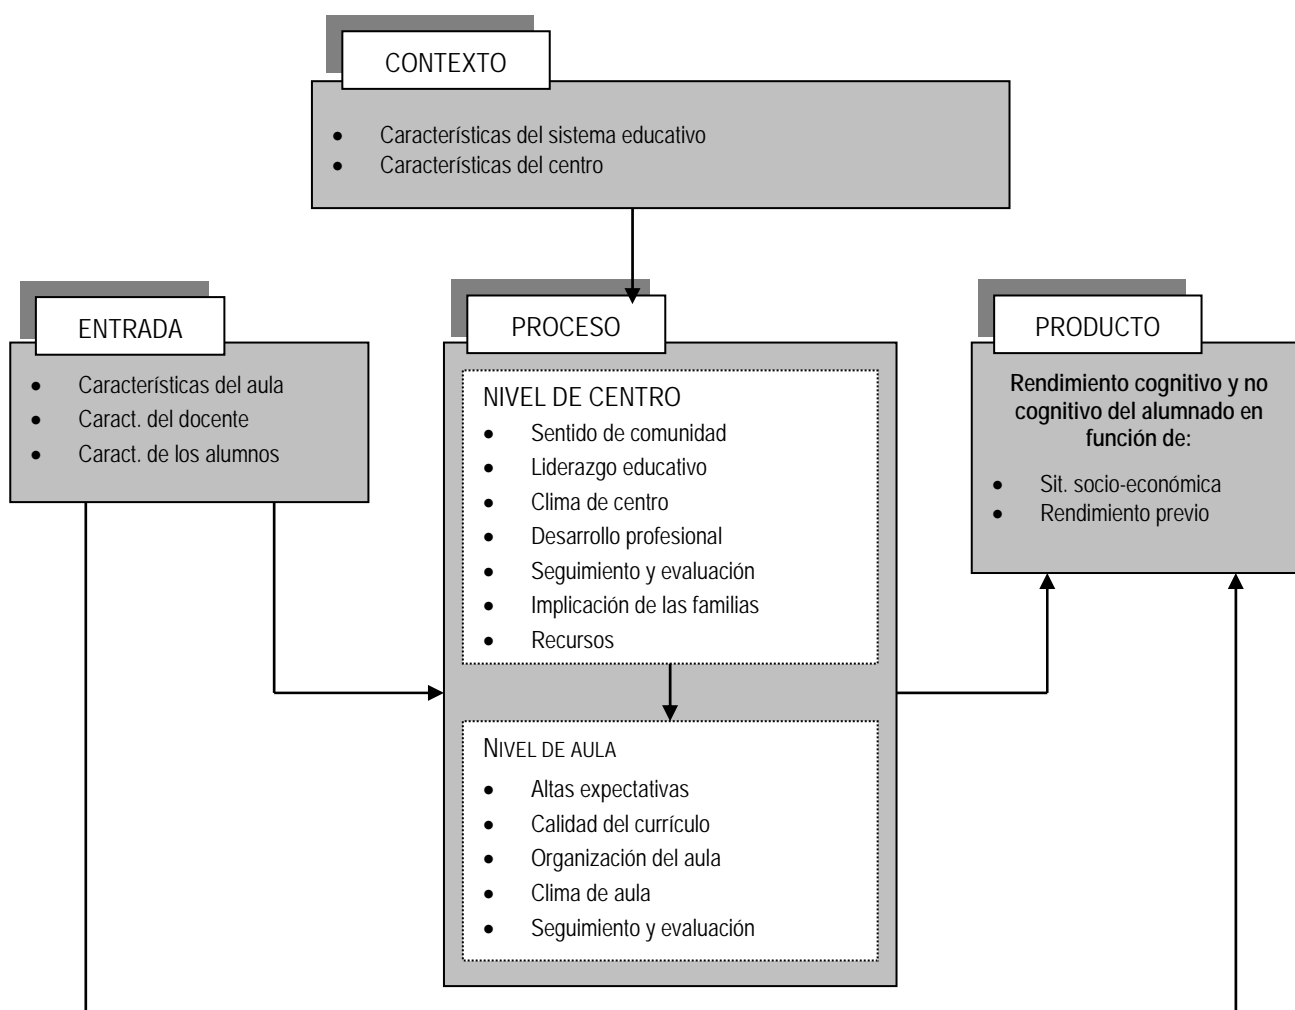 CONTEXTO
• Características del sistema educativo
• Características del centro
ENTRADA
• Características del aula
• Caract. del docente
• Caract. de los alumnos
PROCESO
NIVEL DE CENTRO
• Sentido de comunidad
• Liderazgo educativo
• Clima de centro
• Desarrollo profesional
• Seguimiento y evaluación
• Implicación de las familias
• Recursos
NIVEL DE AULA
• Altas expectativas
• Calidad del currículo
• Organización del aula
• Clima de aula
• Seguimiento y evaluación
PRODUCTO
Rendimiento cognitivo y no
cognitivo del alumnado en
función de:
• Sit. socio-económica
• Rendimiento previo